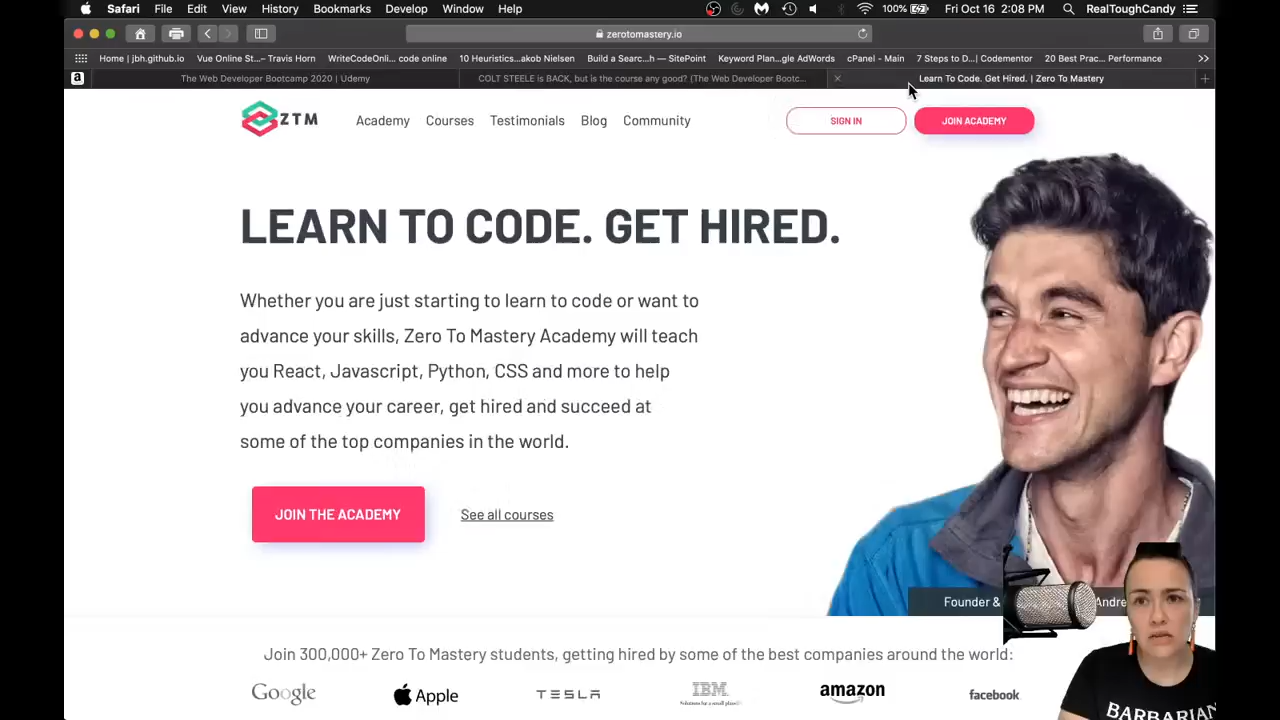 Safari File Edit View History Bookmarks Develop Window Help 100% Fri Oct 16 2:08 PM RealToughCandy
zerotomastery.io
Home | jbh.github.io Vue Online St... – Travis Horn WriteCodeOnli... code online 10 Heuristics...akob Nielsen Build a Searc...h — SitePoint Keyword Plan...gle AdWords cPanel - Main 7 Steps to D...| Codementor 20 Best Prac... Performance >>
a The Web Developer Bootcamp 2020 | Udemy COLT STEELE is BACK, but is the course any good? (The Web Developer Bootc... Learn To Code. Get Hired. | Zero To Mastery
ZTM Academy Courses Testimonials Blog Community SIGN IN JOIN ACADEMY
LEARN TO CODE. GET HIRED.
Whether you are just starting to learn to code or want to
advance your skills, Zero To Mastery Academy will teach
you React, Javascript, Python, CSS and more to help
you advance your career, get hired and succeed at
some of the top companies in the world.
JOIN THE ACADEMY See all courses
Founder & Andre
Join 300,000+ Zero To Mastery students, getting hired by some of the best companies around the world:
Google Apple TESLA IBM amazon facebook
BARBARIAN